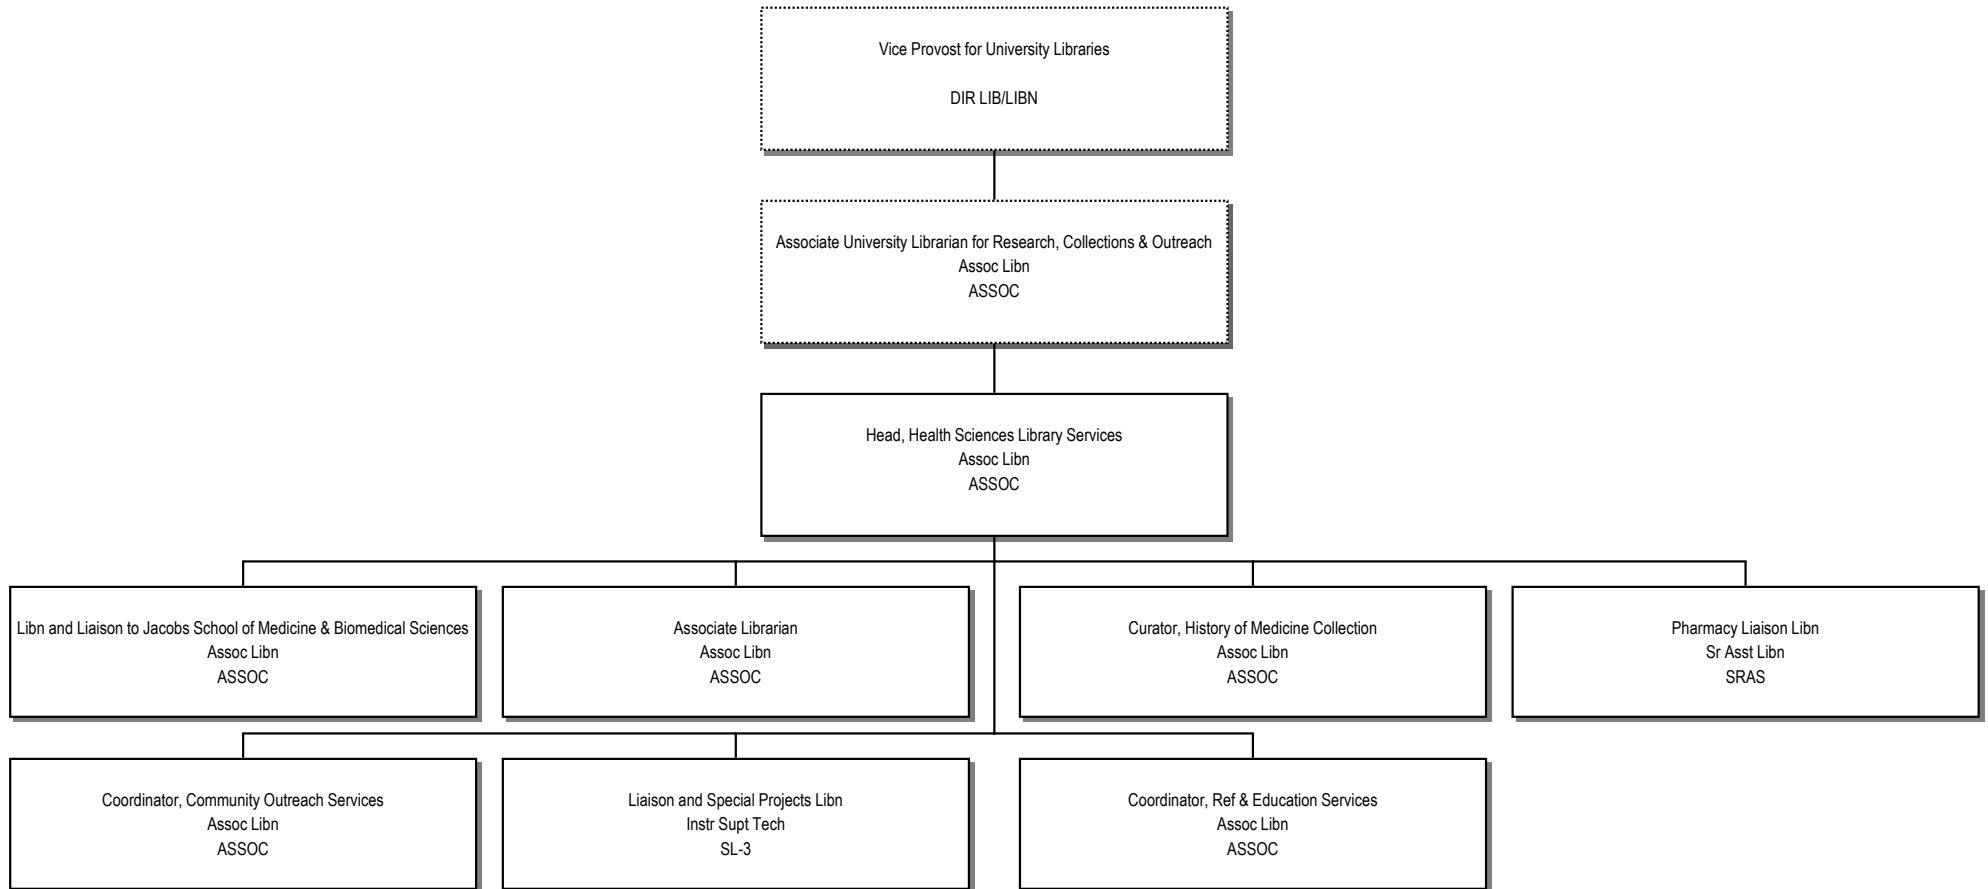 Vice Provost for University Libraries
DIR LIB/LIBN
Associate University Librarian for Research, Collections & Outreach
Assoc Libn
ASSOC
Head, Health Sciences Library Services
Assoc Libn
ASSOC
Libn and Liaison to Jacobs School of Medicine & Biomedical Sciences
Assoc Libn
ASSOC
Associate Librarian
Assoc Libn
ASSOC
Curator, History of Medicine Collection
Assoc Libn
ASSOC
Pharmacy Liaison Libn
Sr Asst Libn
SRAS
Coordinator, Community Outreach Services
Assoc Libn
ASSOC
Liaison and Special Projects Libn
Instr Supt Tech
SL-3
Coordinator, Ref & Education Services
Assoc Libn
ASSOC